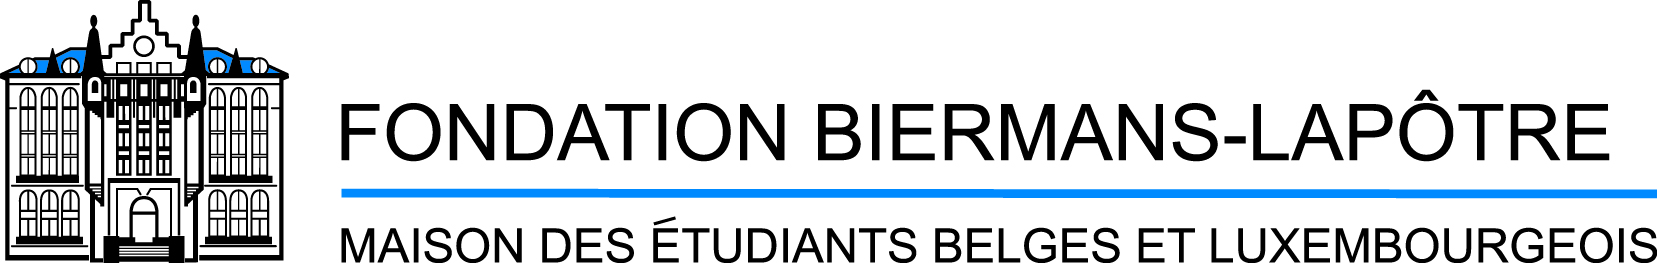 FONDATION BIERMANS-LAPÔTRE
MAISON DES ÉTUDIANTS BELGES ET LUXEMBOURGEOIS